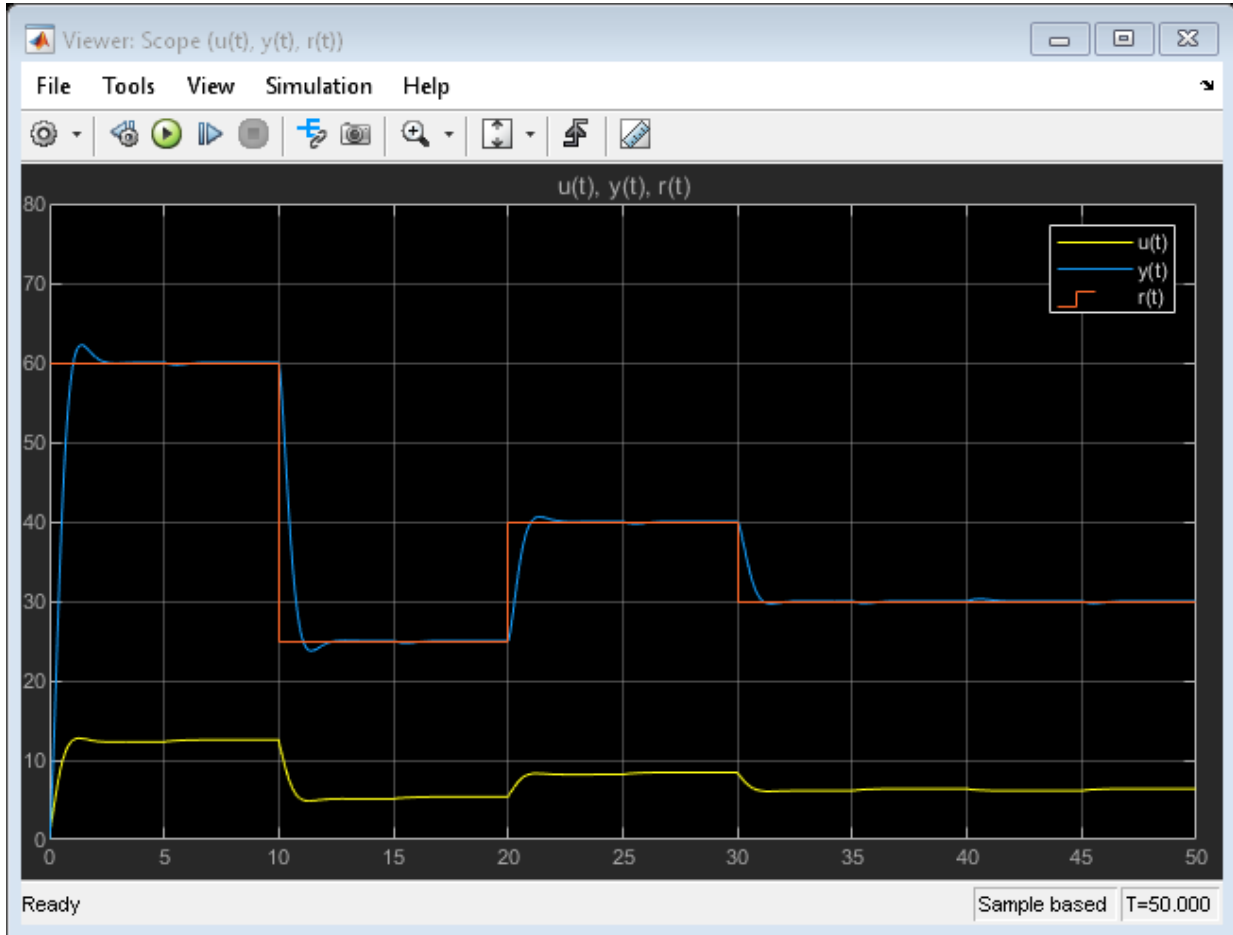 Viewer: Scope (u(t), y(t), r(t))
File Tools View Simulation Help
u(t), y(t), r(t)
80
70
60
50
40
30
20
10
0
u(t)
y(t)
r(t)
0 5 10 15 20 25 30 35 40 45 50
Ready Sample based T=50.000